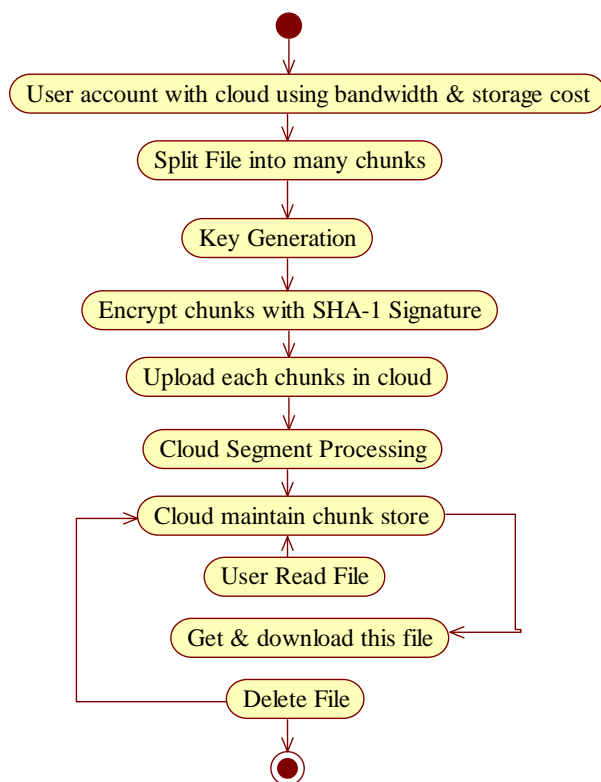 User account with cloud using bandwidth & storage cost
Split File into many chunks
Key Generation
Encrypt chunks with SHA-1 Signature
Upload each chunks in cloud
Cloud Segment Processing
Cloud maintain chunk store
User Read File
Get & download this file
Delete File